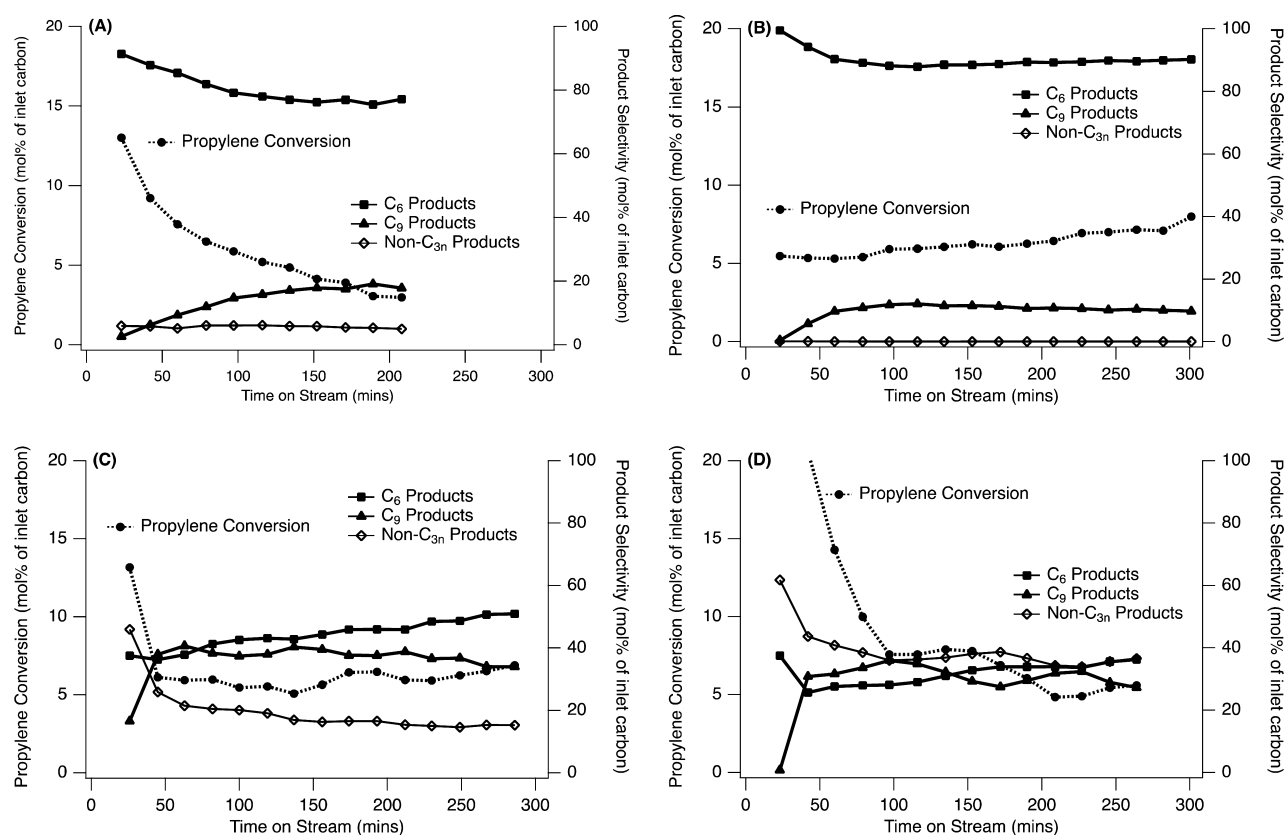 (A)
20
15
10
5
0
Propylene Conversion (mol% of inlet carbon)
100
80
60
40
20
0
Product Selectivity (mol% of inlet carbon)
Propylene Conversion
C6 Products
C9 Products
Non-C3n Products
0 50 100 150 200 250 300
Time on Stream (mins)
(B)
20
15
10
5
0
Propylene Conversion (mol% of inlet carbon)
100
80
60
40
20
0
Product Selectivity (mol% of inlet carbon)
C6 Products
C9 Products
Non-C3n Products
Propylene Conversion
0 50 100 150 200 250 300
Time on Stream (mins)
(C)
20
15
10
5
0
Propylene Conversion (mol% of inlet carbon)
100
80
60
40
20
0
Product Selectivity (mol% of inlet carbon)
C6 Products
C9 Products
Non-C3n Products
Propylene Conversion
0 50 100 150 200 250 300
Time on Stream (mins)
(D)
20
15
10
5
0
Propylene Conversion (mol% of inlet carbon)
100
80
60
40
20
0
Product Selectivity (mol% of inlet carbon)
Propylene Conversion
C6 Products
C9 Products
Non-C3n Products
0 50 100 150 200 250 300
Time on Stream (mins)